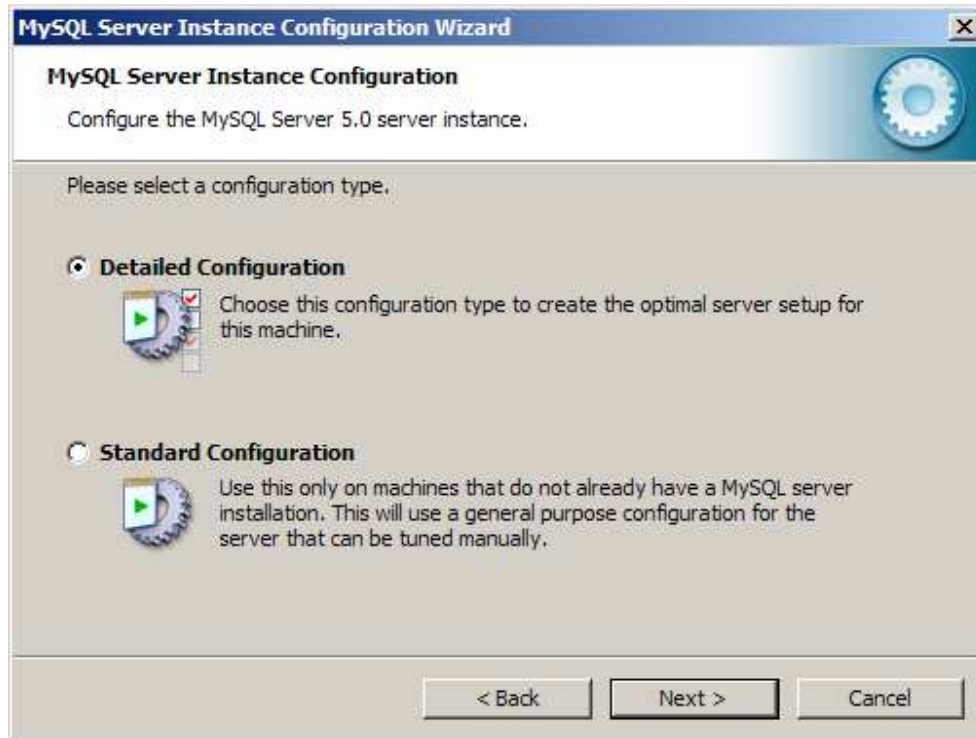 MySQL Server Instance Configuration Wizard
MySQL Server Instance Configuration
Configure the MySQL Server 5.0 server instance.
Please select a configuration type.
Detailed Configuration
Choose this configuration type to create the optimal server setup for
this machine.
Standard Configuration
Use this only on machines that do not already have a MySQL server
installation. This will use a general purpose configuration for the
server that can be tuned manually.
< Back
Next >
Cancel